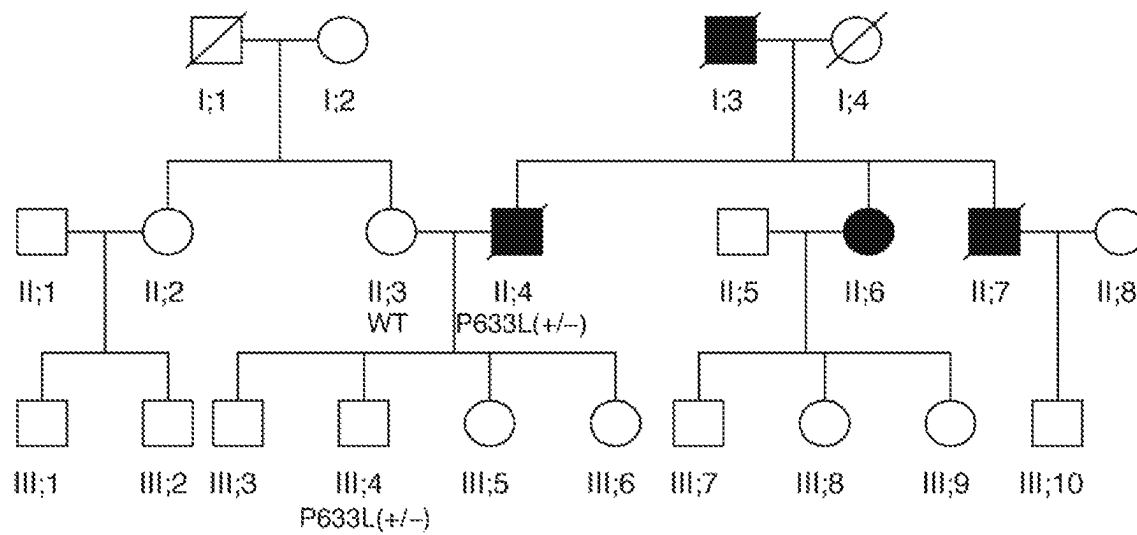 I;1 I;2 I;3 I;4
II;1 II;2 II;3 II;4 II;5 II;6 II;7 II;8
WT P633L(+/−)
III;1 III;2 III;3 III;4 III;5 III;6 III;7 III;8 III;9 III;10
P633L(+/−)